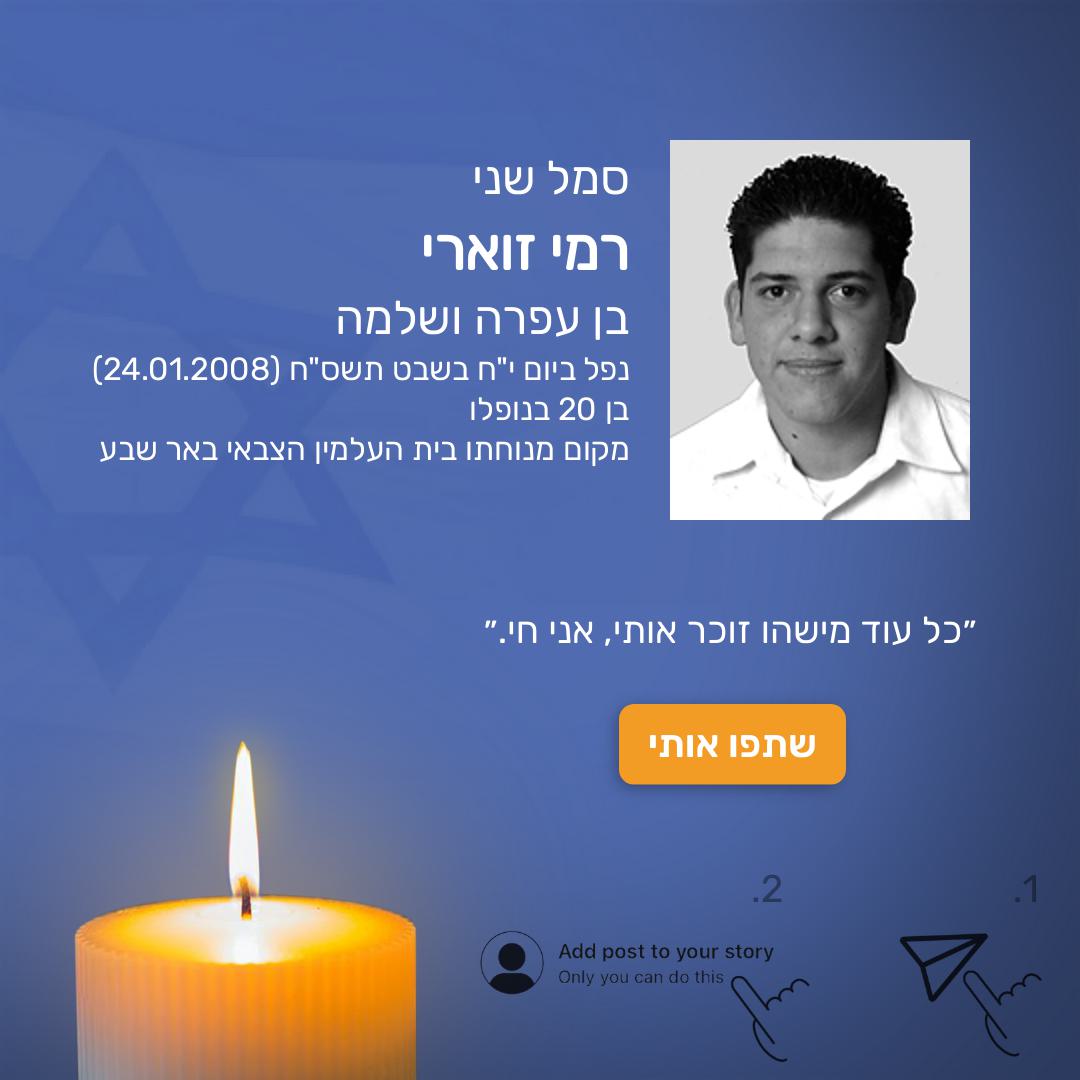 סמל שני
רמי זוארי
בן עפרה ושלמה
נפל ביום י"ח בשבט תשס"ח (24.01.2008)
בן 20 בנופלו
מקום מנוחתו בית העלמין הצבאי באר שבע
״כל עוד מישהו זוכר אותי, אני חי.״
שתפו אותי
1.
2.
Add post to your story
Only you can do this